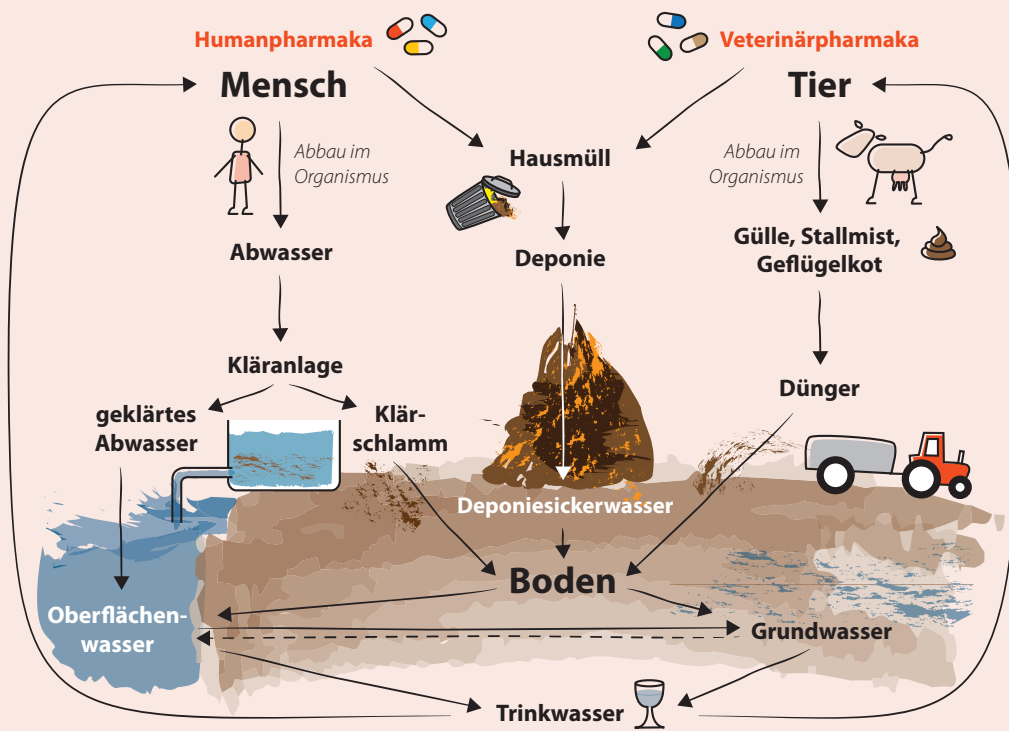 Humanpharmaka
Veterinärpharmaka
Mensch
Tier
Abbau im
Organismus
Hausmüll
Abbau im
Organismus
Abwasser
Deponie
Gülle, Stallmist,
Geflügelkot
Kläranlage
Dünger
geklärtes
Abwasser
Klär-
schlamm
Deponiesickerwasser
Boden
Oberflächen-
wasser
Grundwasser
Trinkwasser